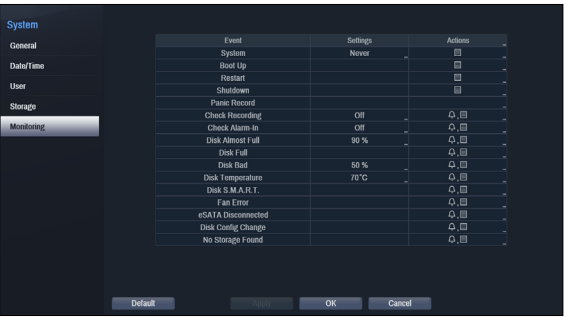 System
General
Date/Time
User
Storage
Monitoring
Event Settings Actions
System Never
Boot Up
Restart
Shutdown
Panic Record
Check Recording Off
Check Alarm-In Off
Disk Almost Full 90 %
Disk Full
Disk Bad 50 %
Disk Temperature 70°C
Disk S.M.A.R.T.
Fan Error
eSATA Disconnected
Disk Config Change
No Storage Found
Default Apply OK Cancel